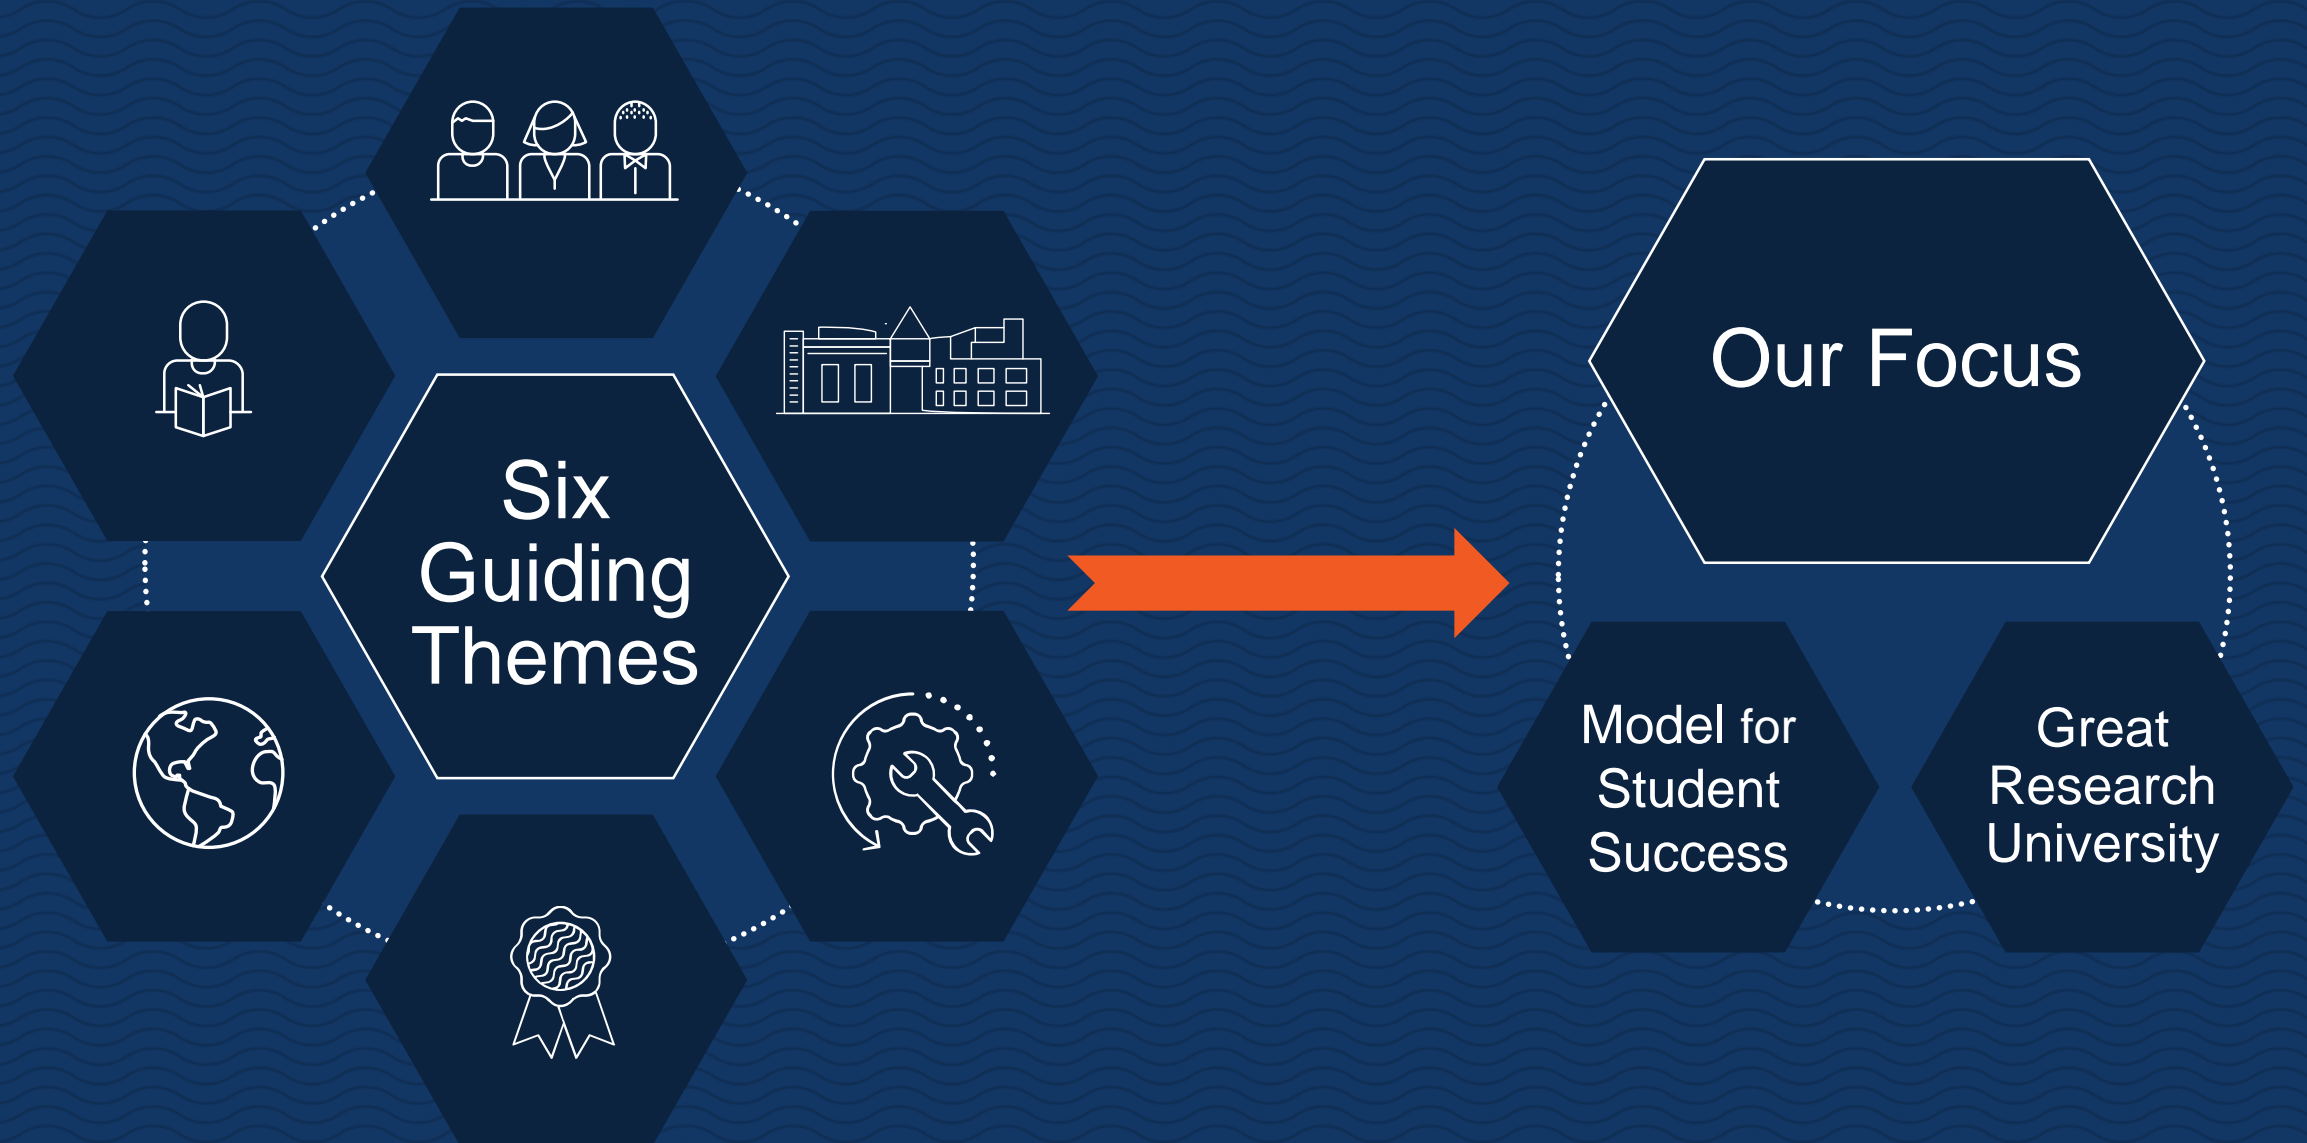 Six
Guiding
Themes
Our Focus
Model for
Student
Success
Great
Research
University